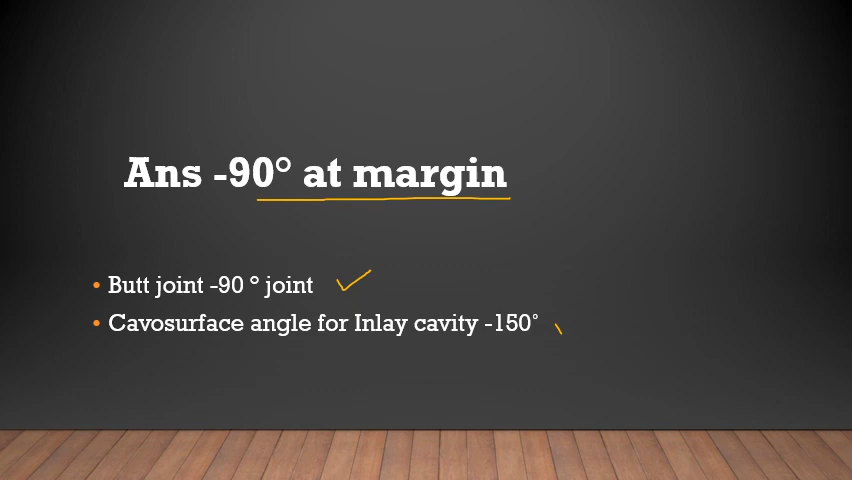 Ans -90° at margin
• Butt joint -90 ° joint
• Cavosurface angle for Inlay cavity -150°